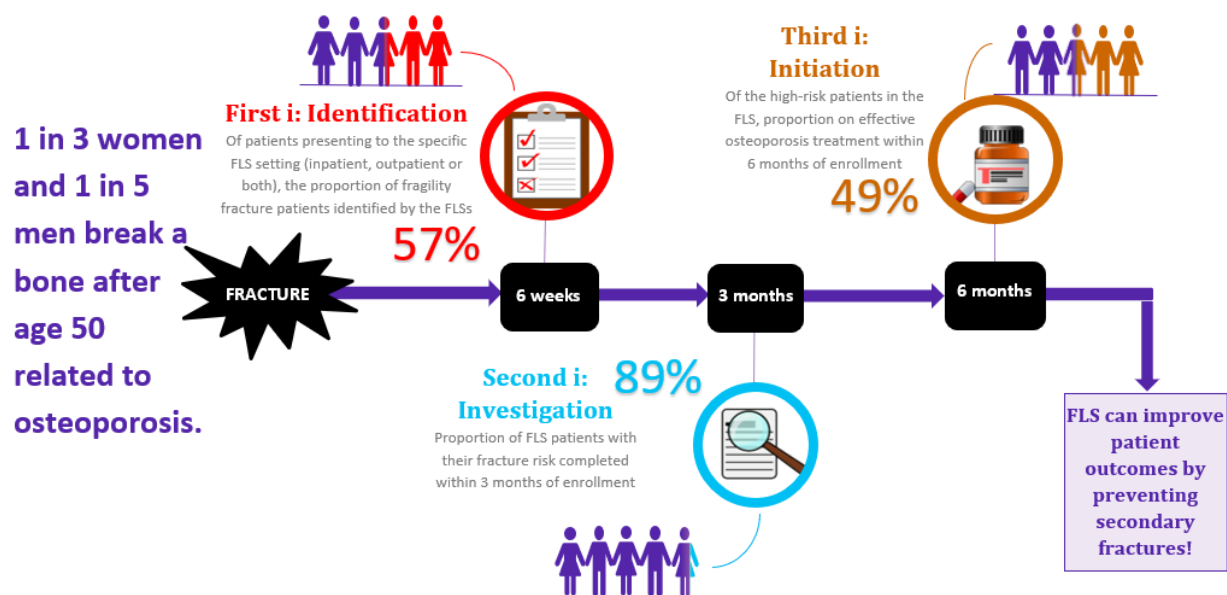 1 in 3 women
and 1 in 5
men break a
bone after
age 50
related to
osteoporosis.
First i: Identification
Of patients presenting to the specific
FLS setting (inpatient, outpatient or
both), the proportion of fragility
fracture patients identified by the FLSs
57%
Third i:
Initiation
Of the high-risk patients in the
FLS, proportion on effective
osteoporosis treatment within
6 months of enrollment
49%
FRACTURE
6 weeks
3 months
6 months
Second i:
Investigation
89%
Proportion of FLS patients with
their fracture risk completed
within 3 months of enrollment
FLS can improve
patient
outcomes by
preventing
secondary
fractures!